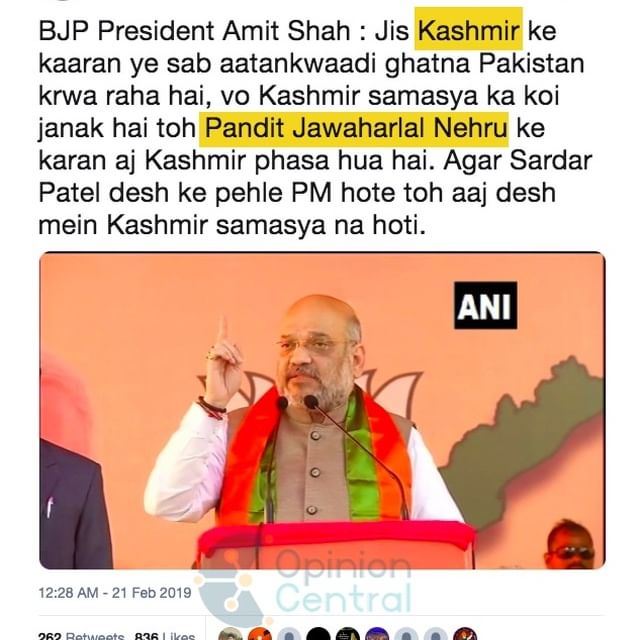 BJP President Amit Shah : Jis Kashmir ke
kaaran ye sab aatankwaadi ghatna Pakistan
krwa raha hai, vo Kashmir samasya ka koi
janak hai toh Pandit Jawaharlal Nehru ke
karan aj Kashmir phasa hua hai. Agar Sardar
Patel desh ke pehle PM hote toh aaj desh
mein Kashmir samasya na hoti.
ANI
Opinion
Central
12:28 AM - 21 Feb 2019
262 Retweets 836 Likes